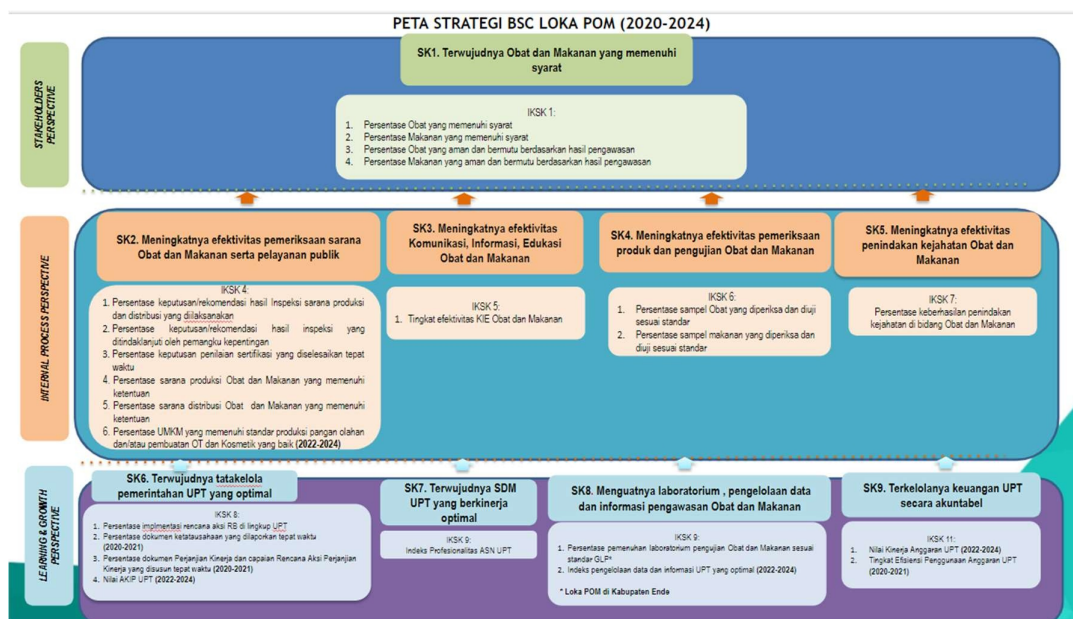 PETA STRATEGI BSC LOKA POM (2020-2024)
STAKEHOLDERS
PERSPECTIVE
SK1. Terwujudnya Obat dan Makanan yang memenuhi
syarat
IKSK 1:
1. Persentase Obat yang memenuhi syarat
2. Persentase Makanan yang memenuhi syarat
3. Persentase Obat yang aman dan bermutu berdasarkan hasil pengawasan
4. Persentase Makanan yang aman dan bermutu berdasarkan hasil pengawasan
INTERNAL PROCESS PERSPECTIVE
SK2. Meningkatnya efektivitas pemeriksaan sarana
Obat dan Makanan serta pelayanan publik
IKSK 4:
1. Persentase keputusan/rekomendasi hasil Inspeksi sarana produksi
dan distribusi yang dilaksanakan
2. Persentase keputusan/rekomendasi hasil inspeksi yang
ditindaklanjuti oleh pemangku kepentingan
3. Persentase keputusan penilaian sertifikasi yang diselesaikan tepat
waktu
4. Persentase sarana produksi Obat dan Makanan yang memenuhi
ketentuan
5. Persentase sarana distribusi Obat dan Makanan yang memenuhi
ketentuan
6. Persentase UMKM yang memenuhi standar produksi pangan olahan
dan/atau pembuatan OT dan Kosmetik yang baik (2022-2024)
SK3. Meningkatnya efektivitas
Komunikasi, Informasi, Edukasi
Obat dan Makanan
IKSK 5:
1. Tingkat efektivitas KIE Obat dan Makanan
SK4. Meningkatnya efektivitas pemeriksaan
produk dan pengujian Obat dan Makanan
IKSK 6:
1. Persentase sampel Obat yang diperiksa dan diuji
sesuai standar
2. Persentase sampel makanan yang diperiksa dan
diuji sesuai standar
SK5. Meningkatnya efektivitas
penindakan kejahatan Obat dan
Makanan
IKSK 7:
Persentase keberhasilan penindakan
kejahatan di bidang Obat dan Makanan
LEARNING & GROWTH
PERSPECTIVE
SK6. Terwujudnya tatakelola
pemerintahan UPT yang optimal
IKSK 8:
1. Persentase implmentasi rencana aksi RB di lingkup UPT
2. Persentase dokumen ketatausahaan yang dilaporkan tepat waktu
(2020-2021)
3. Persentase dokumen Perjanjian Kinerja dan capaian Rencana Aksi Perjanjian
Kinerja yang disusun tepat waktu (2020-2021)
4. Nilai AKIP UPT (2022-2024)
SK7. Terwujudnya SDM
UPT yang berkinerja
optimal
IKSK 9:
Indeks Profesionalitas ASN UPT
SK8. Menguatnya laboratorium , pengelolaan data
dan informasi pengawasan Obat dan Makanan
IKSK 9:
1. Persentase pemenuhan laboratorium pengujian Obat dan Makanan sesuai
standar GLP*
2. Indeks pengelolaan data dan informasi UPT yang optimal (2022-2024)
* Loka POM di Kabupaten Ende
SK9. Terkelolanya keuangan UPT
secara akuntabel
IKSK 11:
1. Nilai Kinerja Anggaran UPT (2022-2024)
2. Tingkat Efisiensi Penggunaan Anggaran UPT
(2020-2021)